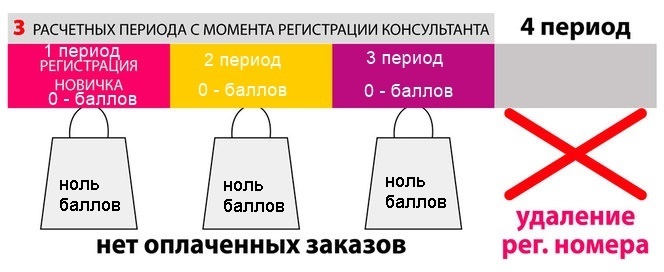 3 РАСЧЕТНЫХ ПЕРИОДА С МОМЕНТА РЕГИСТРАЦИИ КОНСУЛЬТАНТА
4 период
1 период
РЕГИСТРАЦИЯ
НОВИЧКА
0 - баллов
2 период
0 - баллов
3 период
0 - баллов
ноль
баллов
ноль
баллов
ноль
баллов
нет оплаченных заказов
удаление
рег. номера